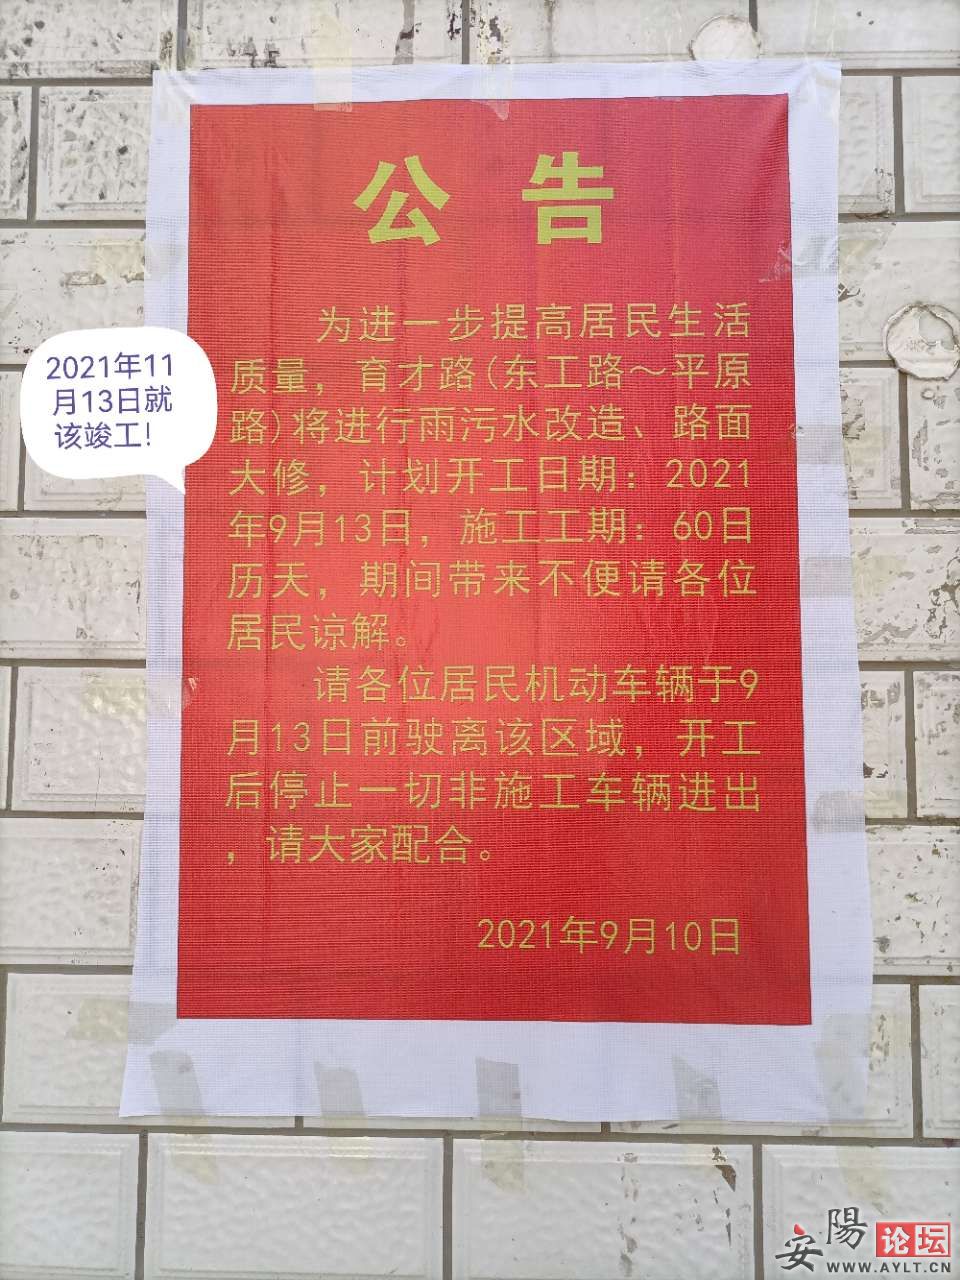 公告
为进一步提高居民生活
质量，育才路(东工路～平原
路)将进行雨污水改造、路面
大修，计划开工日期：2021
年9月13日，施工工期：60日
历天，期间带来不便请各位
居民谅解。
请各位居民机动车辆于9
月13日前驶离该区域，开工
后停止一切非施工车辆进出
，请大家配合。
2021年9月10日
2021年11
月13日就
该竣工！
安陽论坛
WWW.AYLT.CN